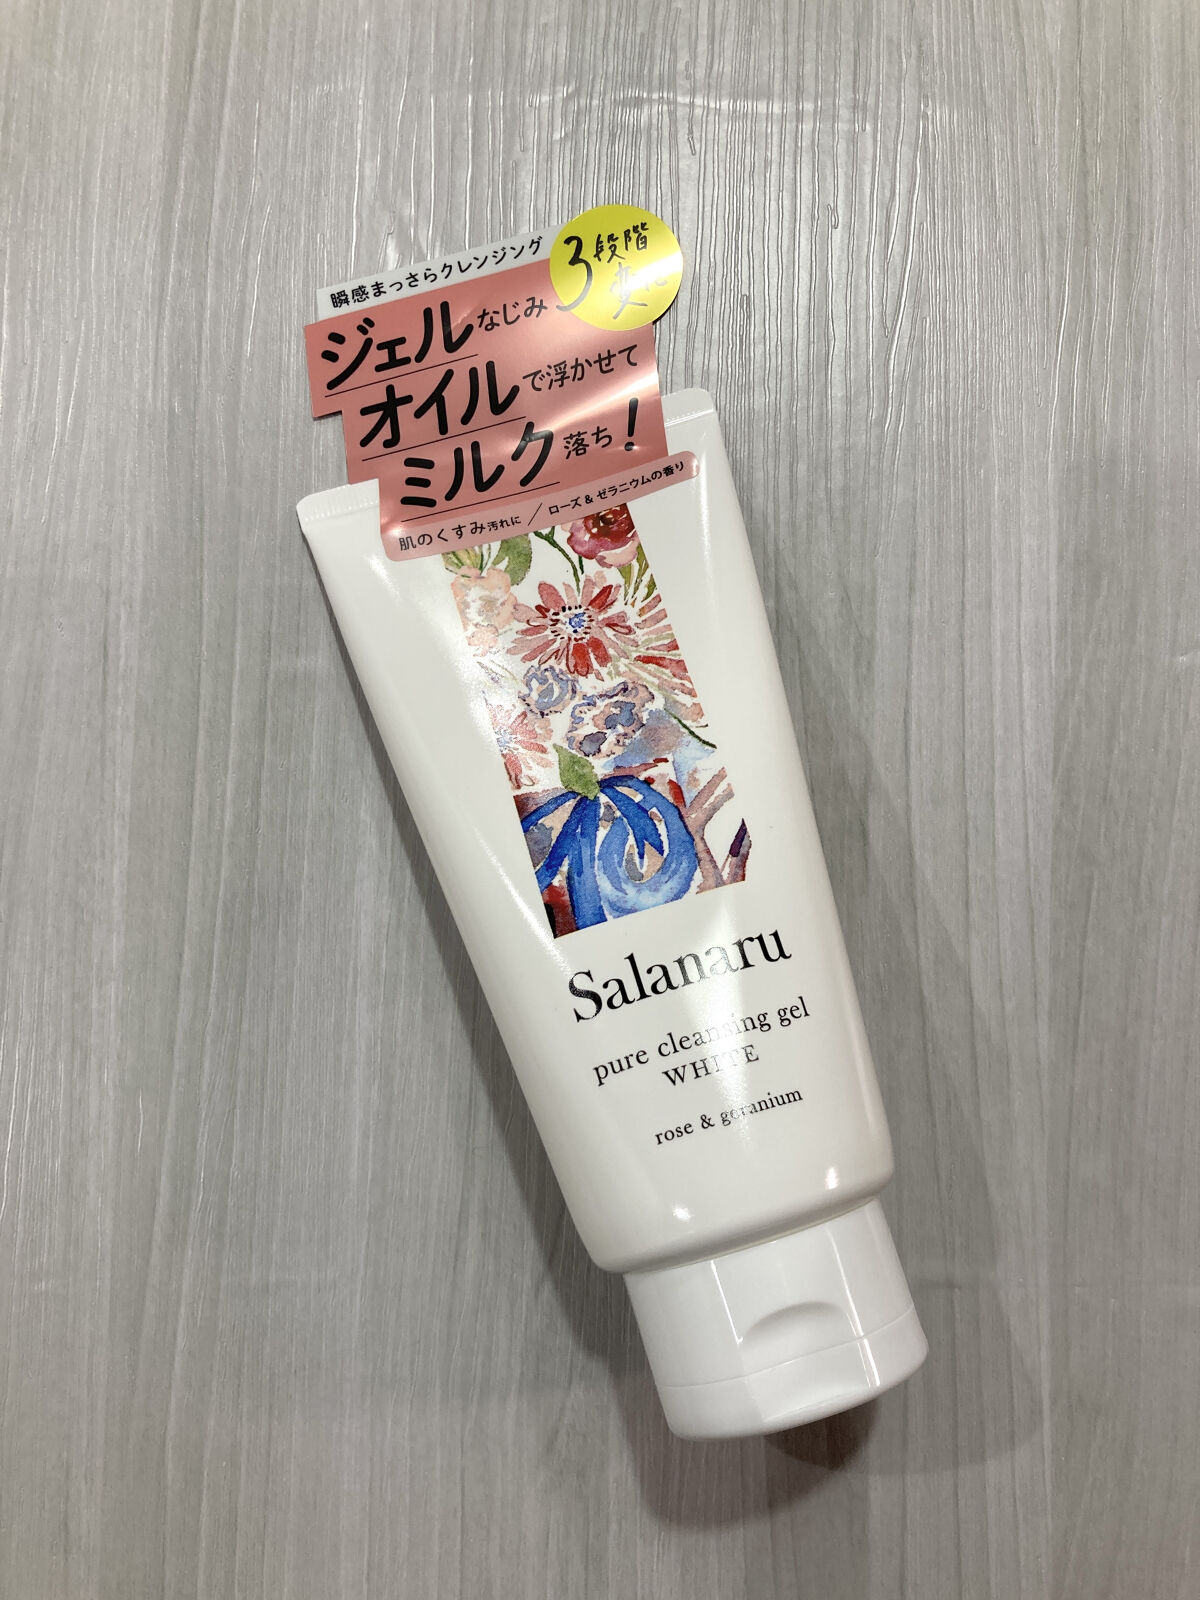 瞬感まっさらクレンジング
3段階
変化
ジェルなじみ
オイルで浮かせて
ミルク落ち!
肌のくすみ汚れに / ローズ&ゼラニウムの香り
Salanaru
pure cleansing gel
WHITE
rose & geranium